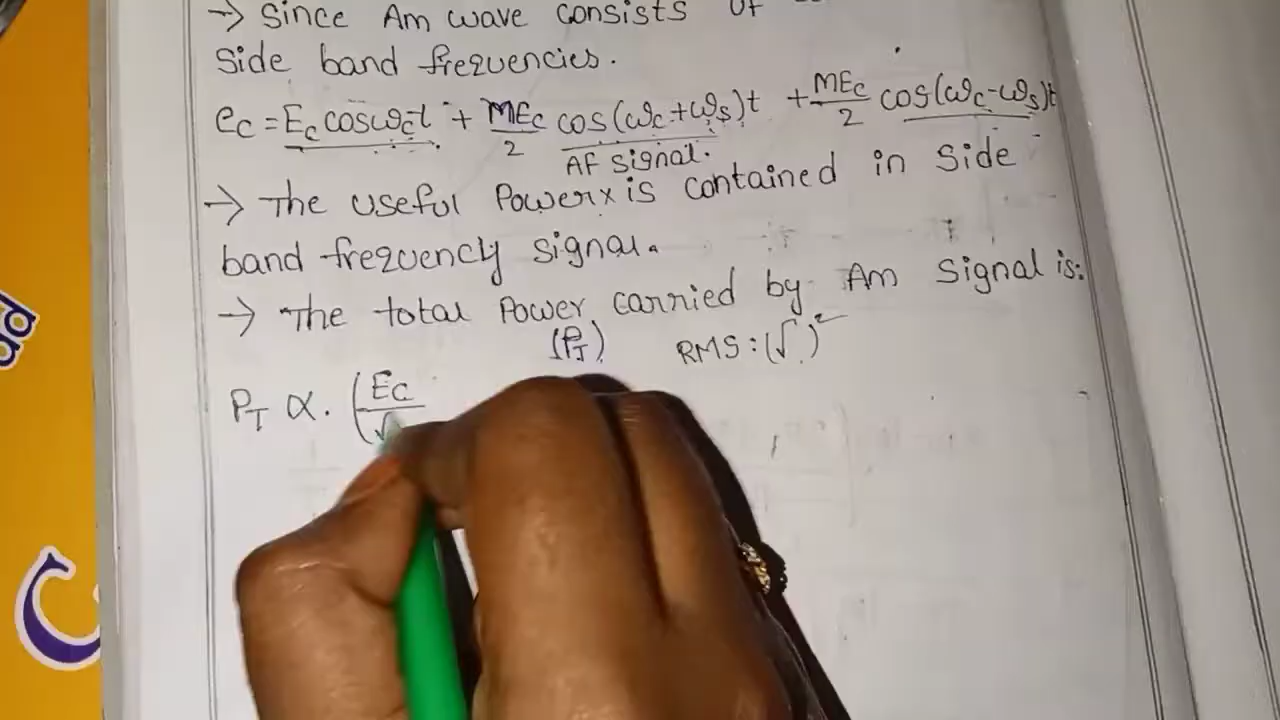 → Since Am wave consists of
Side band frequencies.
ec = Ec cosωct + MEc/2 cos(ωc+ωs)t + MEc/2 cos(ωc-ωs)t
AF Signal.
→ The useful Power x is contained in Side
band frequency signal.
→ The total Power carried by Am Signal is:
(PT) RMS : (√ )²
PT ∝. (Ec/√